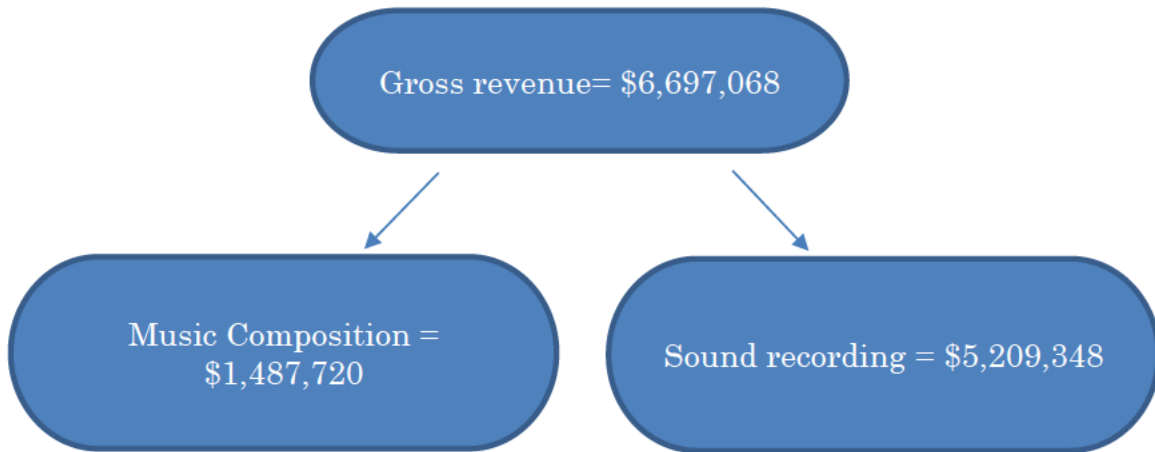 Gross revenue= $6,697,068
Music Composition =
$1,487,720
Sound recording = $5,209,348